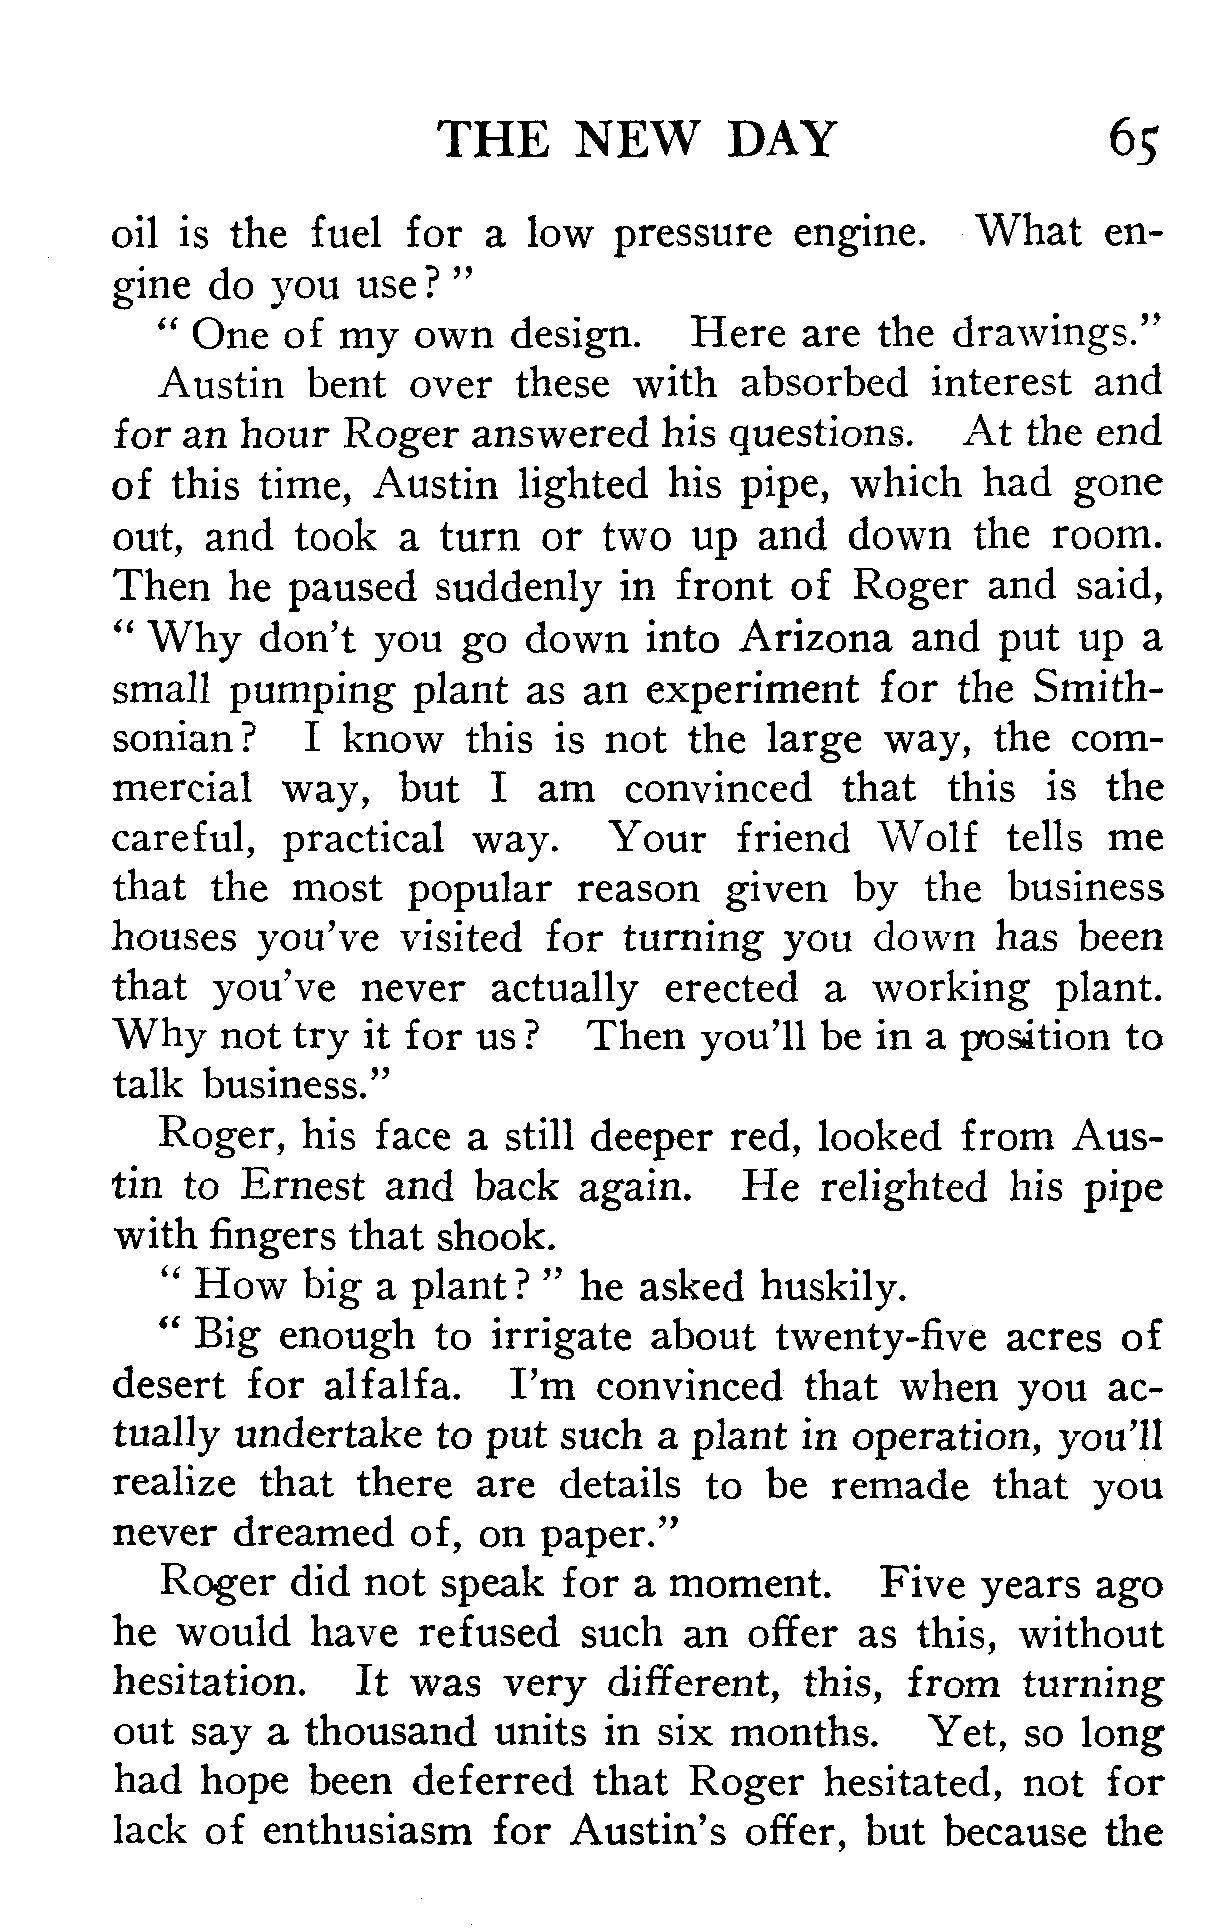 THE NEW DAY 65
oil is the fuel for a low pressure engine. What en-
gine do you use? "
" One of my own design. Here are the drawings."
Austin bent over these with absorbed interest and
for an hour Roger answered his questions. At the end
of this time, Austin lighted his pipe, which had gone
out, and took a turn or two up and down the room.
Then he paused suddenly in front of Roger and said,
" Why don't you go down into Arizona and put up a
small pumping plant as an experiment for the Smith-
sonian? I know this is not the large way, the com-
mercial way, but I am convinced that this is the
careful, practical way. Your friend Wolf tells me
that the most popular reason given by the business
houses you've visited for turning you down has been
that you've never actually erected a working plant.
Why not try it for us? Then you'll be in a position to
talk business."
Roger, his face a still deeper red, looked from Aus-
tin to Ernest and back again. He relighted his pipe
with fingers that shook.
" How big a plant? " he asked huskily.
" Big enough to irrigate about twenty-five acres of
desert for alfalfa. I'm convinced that when you ac-
tually undertake to put such a plant in operation, you'll
realize that there are details to be remade that you
never dreamed of, on paper."
Roger did not speak for a moment. Five years ago
he would have refused such an offer as this, without
hesitation. It was very different, this, from turning
out say a thousand units in six months. Yet, so long
had hope been deferred that Roger hesitated, not for
lack of enthusiasm for Austin's offer, but because the